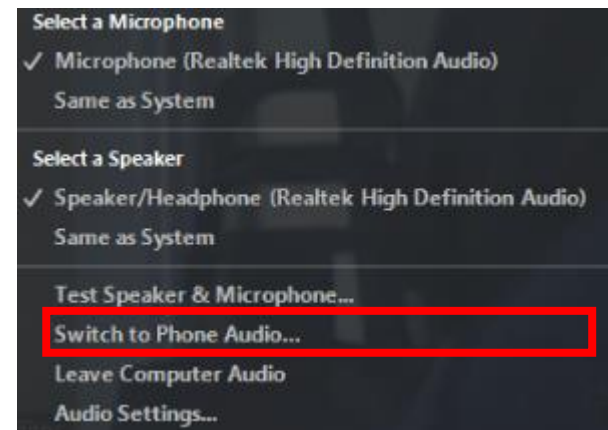 Select a Microphone
✓ Microphone (Realtek High Definition Audio)
Same as System
Select a Speaker
✓ Speaker/Headphone (Realtek High Definition Audio)
Same as System
Test Speaker & Microphone...
Switch to Phone Audio...
Leave Computer Audio
Audio Settings...